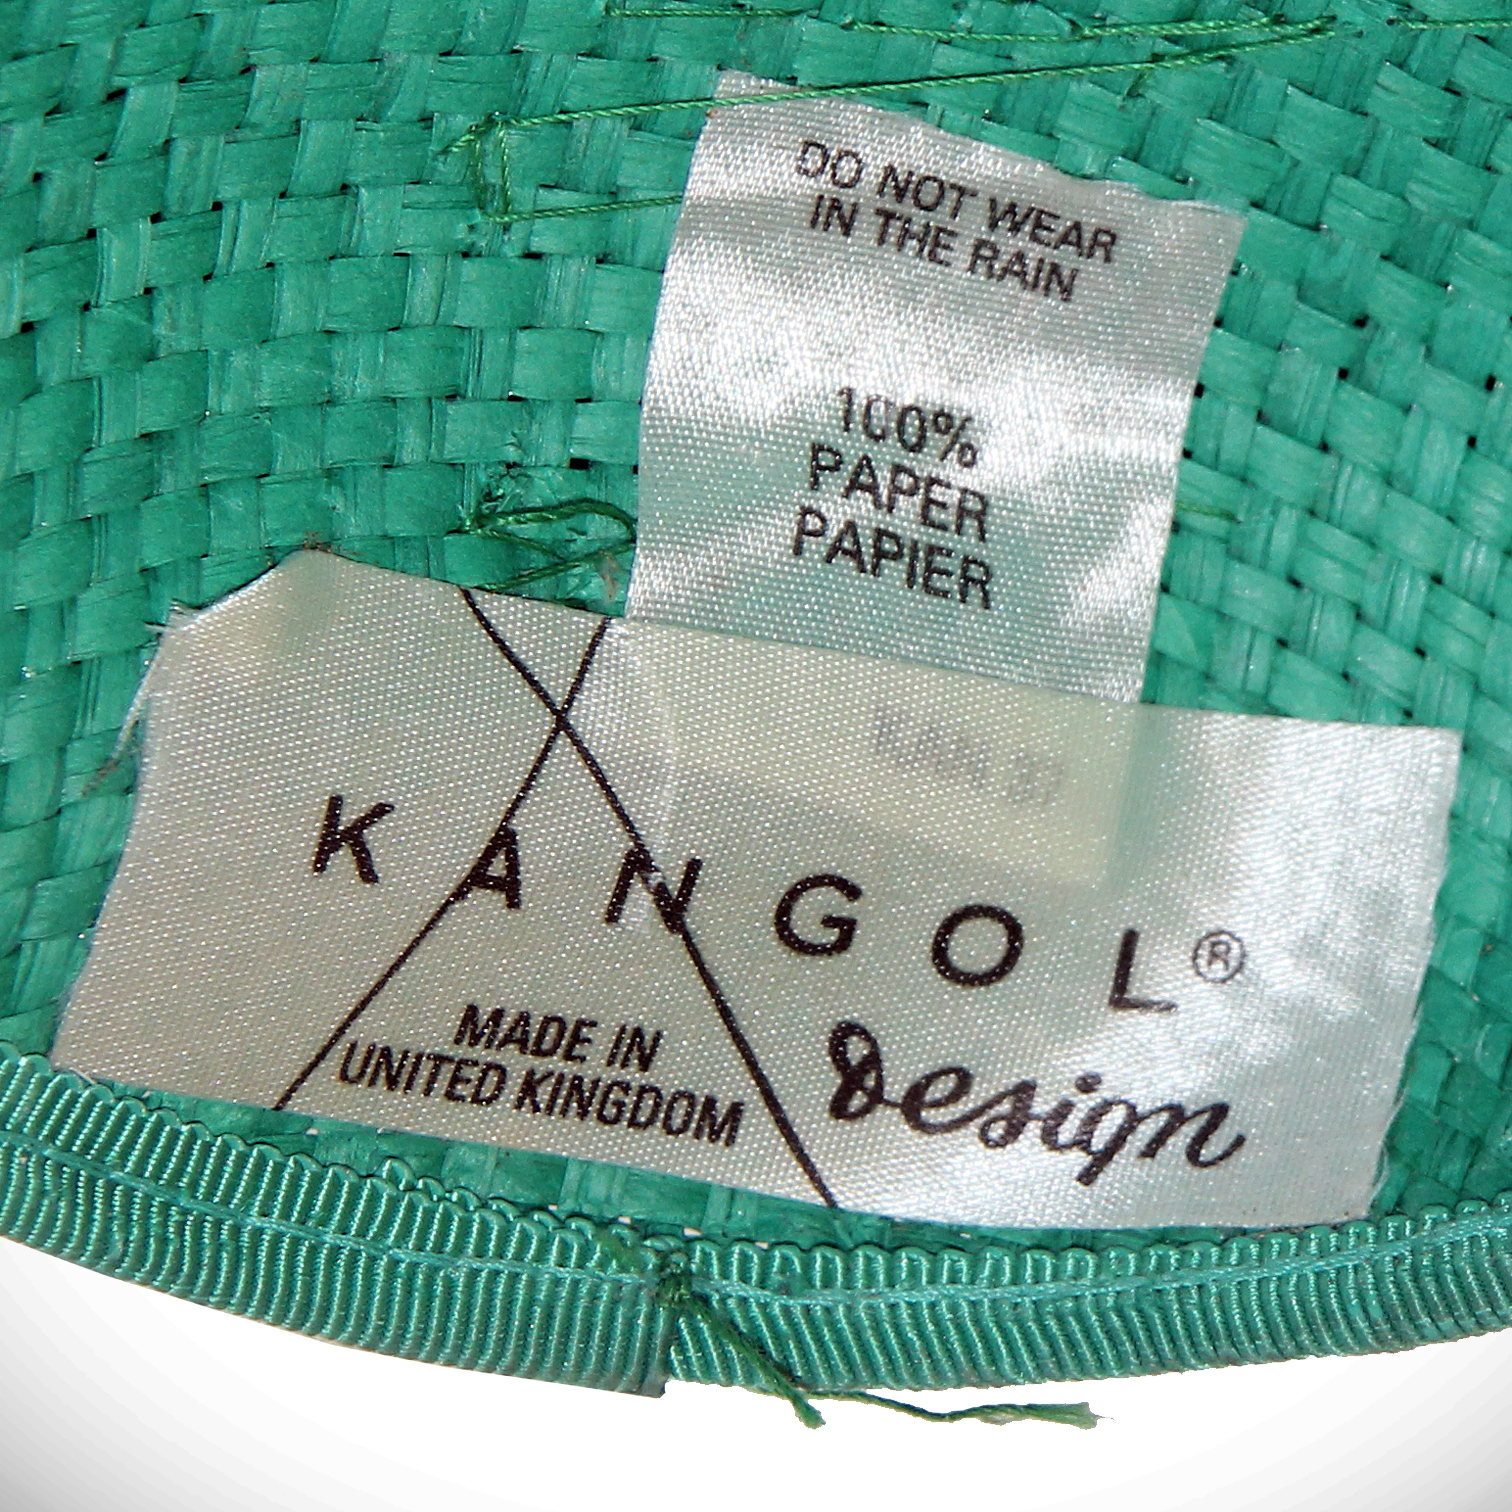 DO NOT WEAR
IN THE RAIN
100%
PAPER
PAPIER
KANGOL®
Design
MADE IN
UNITED KINGDOM